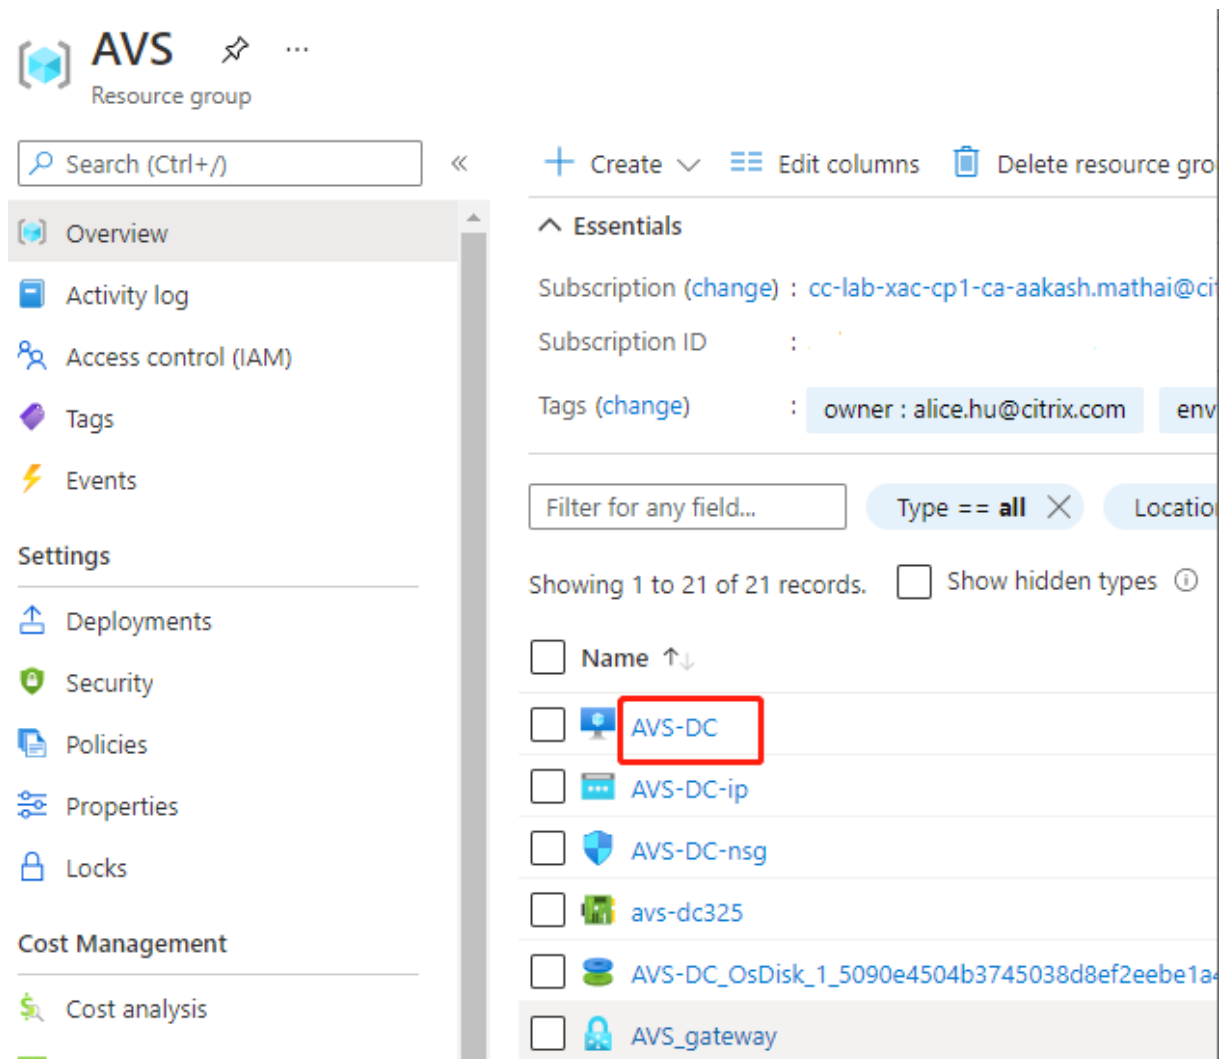 AVS
Resource group
Search (Ctrl+/)
Overview
Activity log
Access control (IAM)
Tags
Events
Settings
Deployments
Security
Policies
Properties
Locks
Cost Management
Cost analysis
Create
Edit columns
Delete resource gro
Essentials
Subscription (change) : cc-lab-xac-cp1-ca-aakash.mathai@ci
Subscription ID :
Tags (change) : owner : alice.hu@citrix.com env
Filter for any field... Type == all Locatio
Showing 1 to 21 of 21 records. Show hidden types
Name
AVS-DC
AVS-DC-ip
AVS-DC-nsg
avs-dc325
AVS-DC_OsDisk_1_5090e4504b3745038d8ef2eebe1a4
AVS_gateway